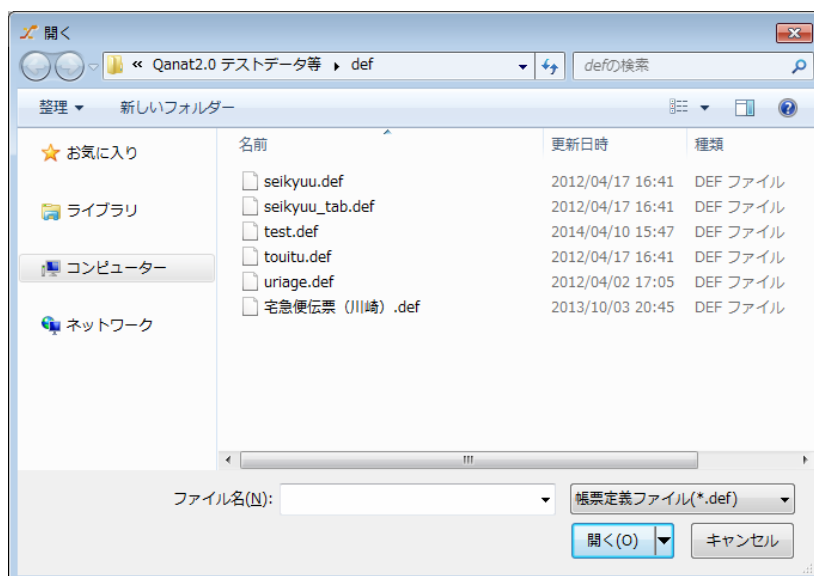 開く
« Qanat2.0 テストデータ等 ▸ def
defの検索
整理 ▼ 新しいフォルダー
名前 更新日時 種類
お気に入り
ライブラリ
コンピューター
ネットワーク
seikyuu.def 2012/04/17 16:41 DEF ファイル
seikyuu_tab.def 2012/04/17 16:41 DEF ファイル
test.def 2014/04/10 15:47 DEF ファイル
touitu.def 2012/04/17 16:41 DEF ファイル
uriage.def 2012/04/02 17:05 DEF ファイル
宅急便伝票（川崎）.def 2013/10/03 20:45 DEF ファイル
ファイル名(N):
帳票定義ファイル(*.def)
開く(O) キャンセル